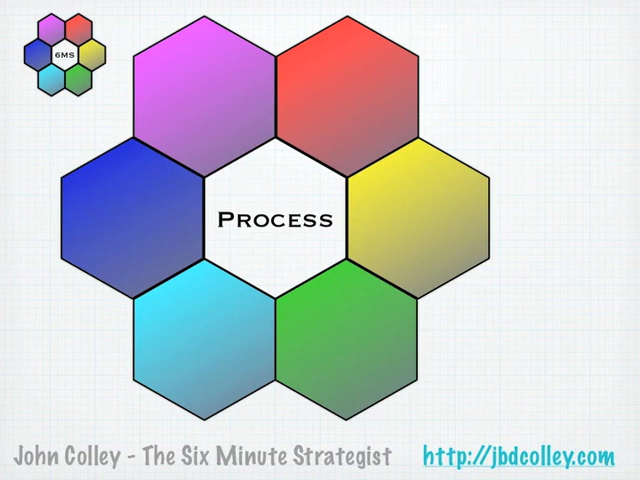 6MS
PROCESS
John Colley - The Six Minute Strategist
http://jbdcolley.com